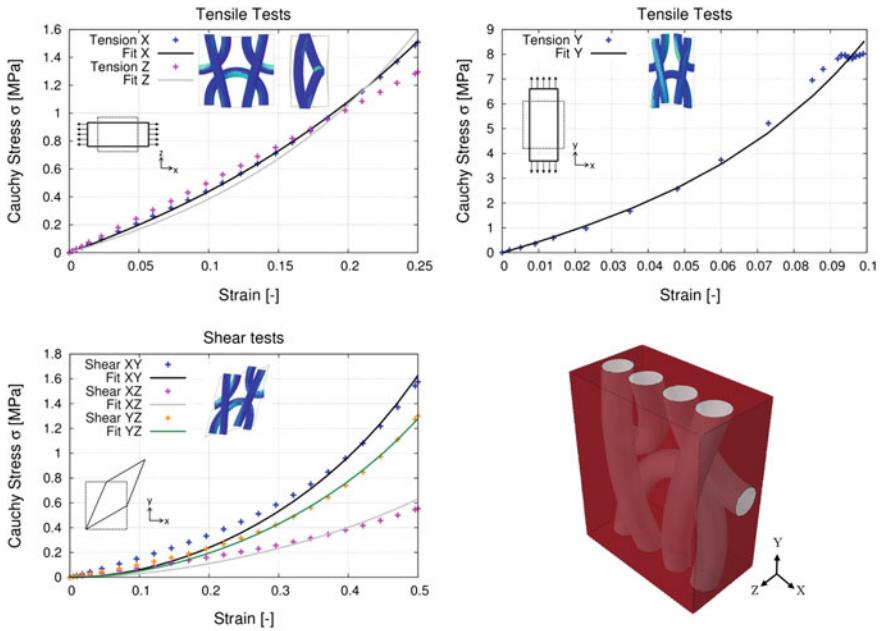 Tensile Tests
Cauchy Stress σ [MPa]
1.6
1.4
1.2
1
0.8
0.6
0.4
0.2
0
Tension X
Fit X
Tension Z
Fit Z
z
x
0
0.05
0.1
0.15
0.2
0.25
Strain [-]
Tensile Tests
Cauchy Stress σ [MPa]
9
8
7
6
5
4
3
2
1
0
Tension Y
Fit Y
y
x
0
0.01
0.02
0.03
0.04
0.05
0.06
0.07
0.08
0.09
0.1
Strain [-]
Shear tests
Cauchy Stress σ [MPa]
1.8
1.6
1.4
1.2
1
0.8
0.6
0.4
0.2
0
Shear XY
Fit XY
Shear XZ
Fit XZ
Shear YZ
Fit YZ
y
x
0
0.1
0.2
0.3
0.4
0.5
Strain [-]
Y
Z
X